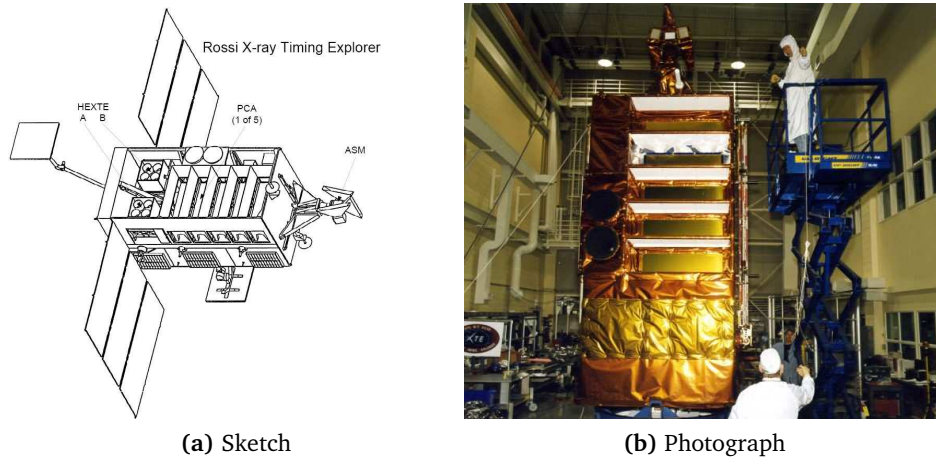 Rossi X-ray Timing Explorer
HEXTE
A B
PCA
(1 of 5)
ASM
XTE
(a) Sketch
(b) Photograph